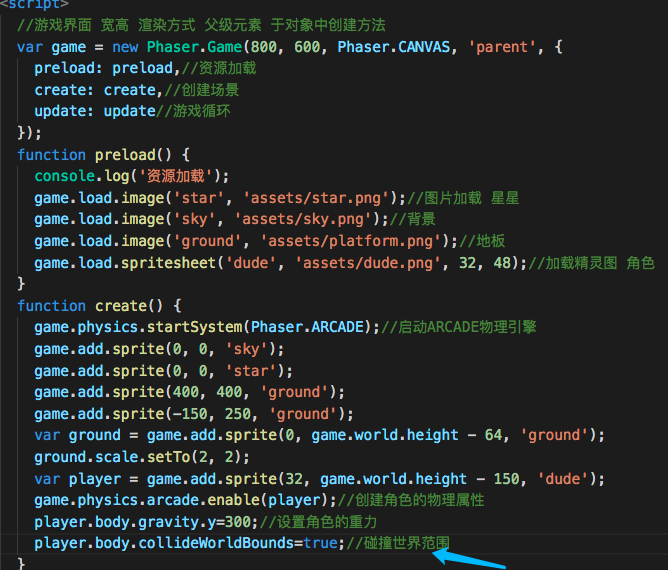 <script>
//游戏界面 宽高 渲染方式 父级元素 于对象中创建方法
var game = new Phaser.Game(800, 600, Phaser.CANVAS, 'parent', {
preload: preload,//资源加载
create: create,//创建场景
update: update//游戏循环
});
function preload() {
console.log('资源加载');
game.load.image('star', 'assets/star.png');//图片加载 星星
game.load.image('sky', 'assets/sky.png');//背景
game.load.image('ground', 'assets/platform.png');//地板
game.load.spritesheet('dude', 'assets/dude.png', 32, 48);//加载精灵图 角色
}
function create() {
game.physics.startSystem(Phaser.ARCADE);//启动ARCADE物理引擎
game.add.sprite(0, 0, 'sky');
game.add.sprite(0, 0, 'star');
game.add.sprite(400, 400, 'ground');
game.add.sprite(-150, 250, 'ground');
var ground = game.add.sprite(0, game.world.height - 64, 'ground');
ground.scale.setTo(2, 2);
var player = game.add.sprite(32, game.world.height - 150, 'dude');
game.physics.arcade.enable(player);//创建角色的物理属性
player.body.gravity.y=300;//设置角色的重力
player.body.collideWorldBounds=true;//碰撞世界范围
}